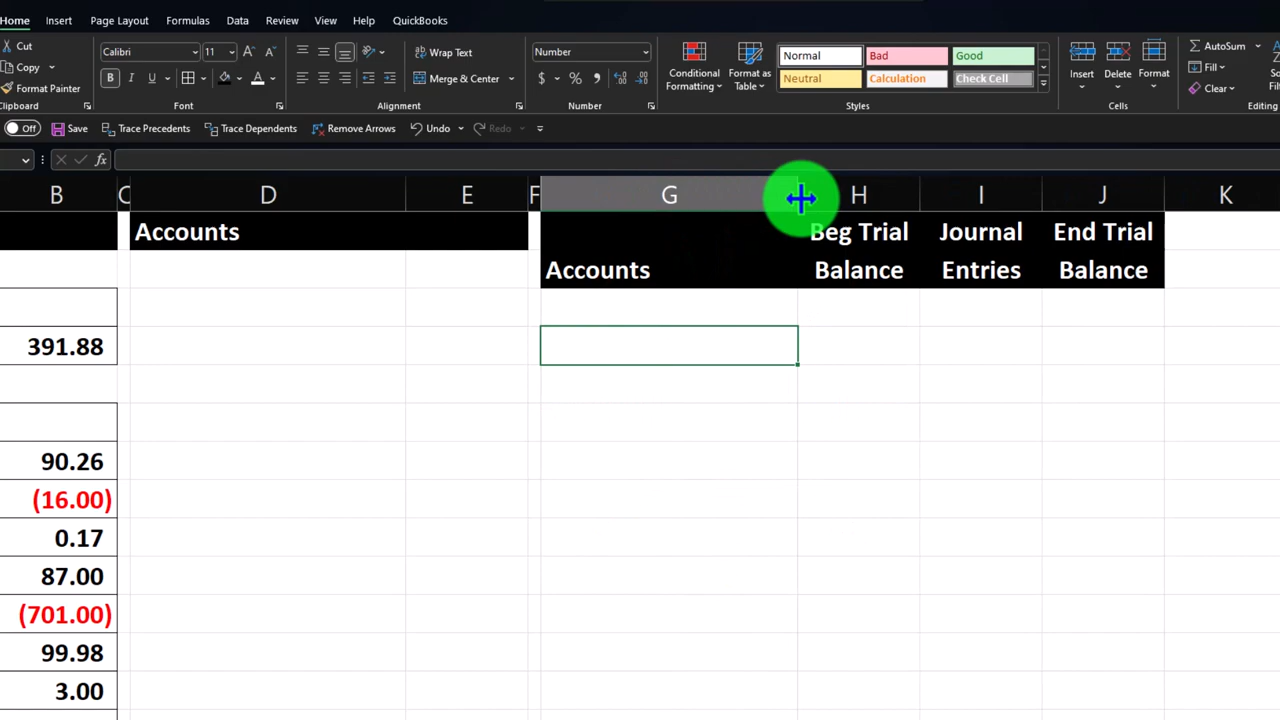 Home Insert Page Layout Formulas Data Review View Help QuickBooks
Cut
Copy
Format Painter
Clipboard
Calibri 11
B I U
Font
Wrap Text
Merge & Center
Alignment
Number
$ % ,
Number
Conditional
Formatting
Format as
Table
Normal Bad Good
Neutral Calculation Check Cell
Styles
Insert Delete Format
Cells
AutoSum
Fill
Clear
Editing
Off Save Trace Precedents Trace Dependents Remove Arrows Undo Redo
fx
B C D E F G H I J K
Accounts
Accounts
Beg Trial
Balance
Journal
Entries
End Trial
Balance
391.88
90.26
(16.00)
0.17
87.00
(701.00)
99.98
3.00